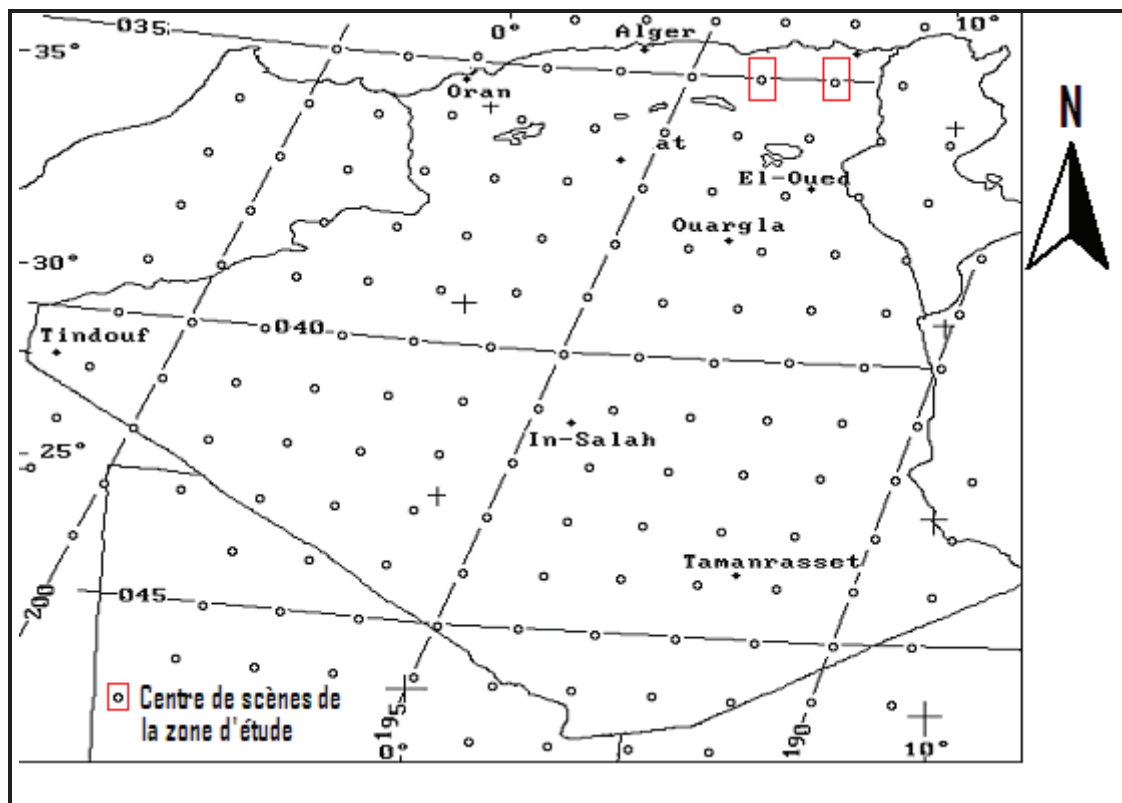 035
0°
10°
35°
Alger
N
Oran
at
El-Oued
Ouargla
30°
040
Tindouf
In-Salah
25°
Tamanrasset
200
045
Centre de scènes de
la zone d'étude
195
190
0°
10°